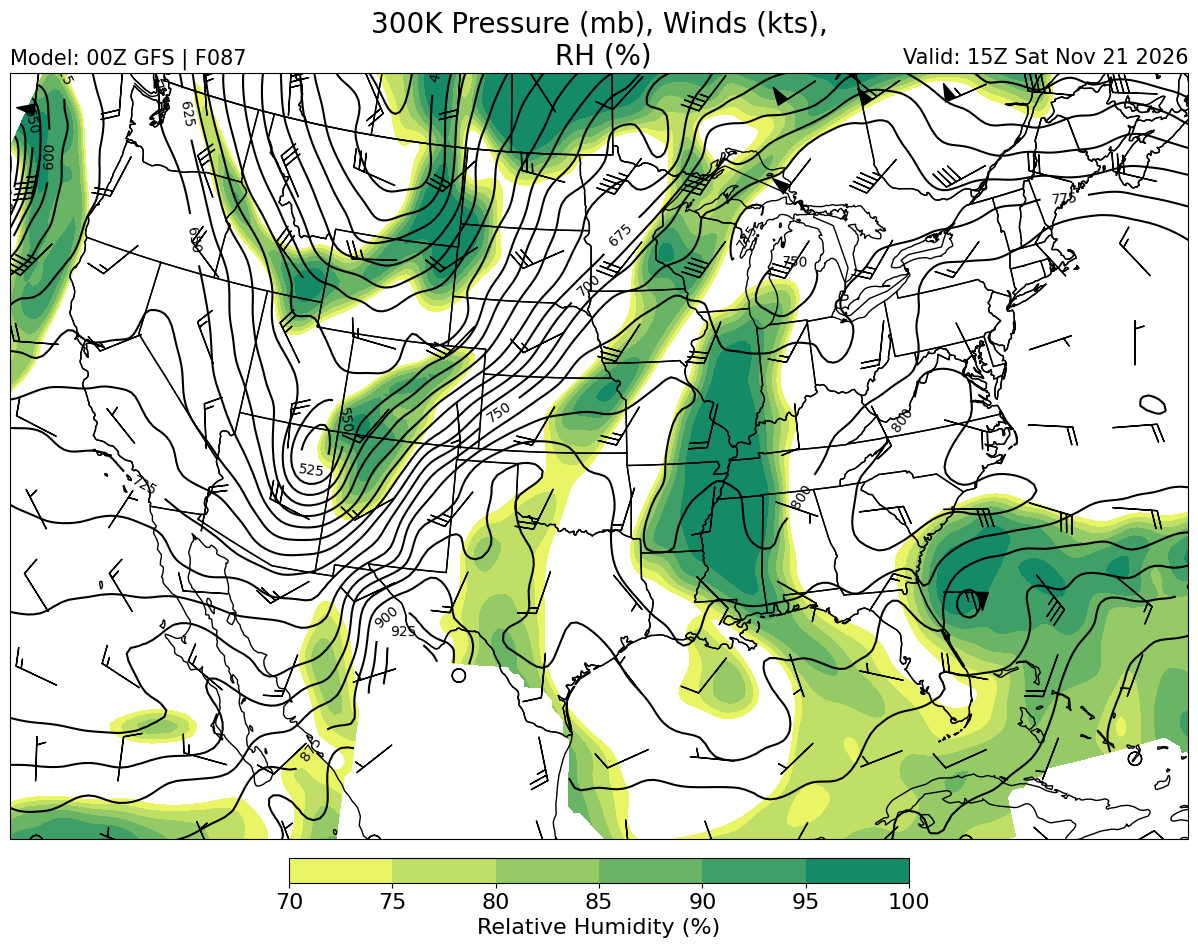 300K Pressure (mb), Winds (kts),
RH (%)
Model: 00Z GFS | F087
Valid: 15Z Sat Nov 21 2026
625
600
675
700
750
775
750
550
525
725
750
800
800
900
925
875
70 75 80 85 90 95 100
Relative Humidity (%)